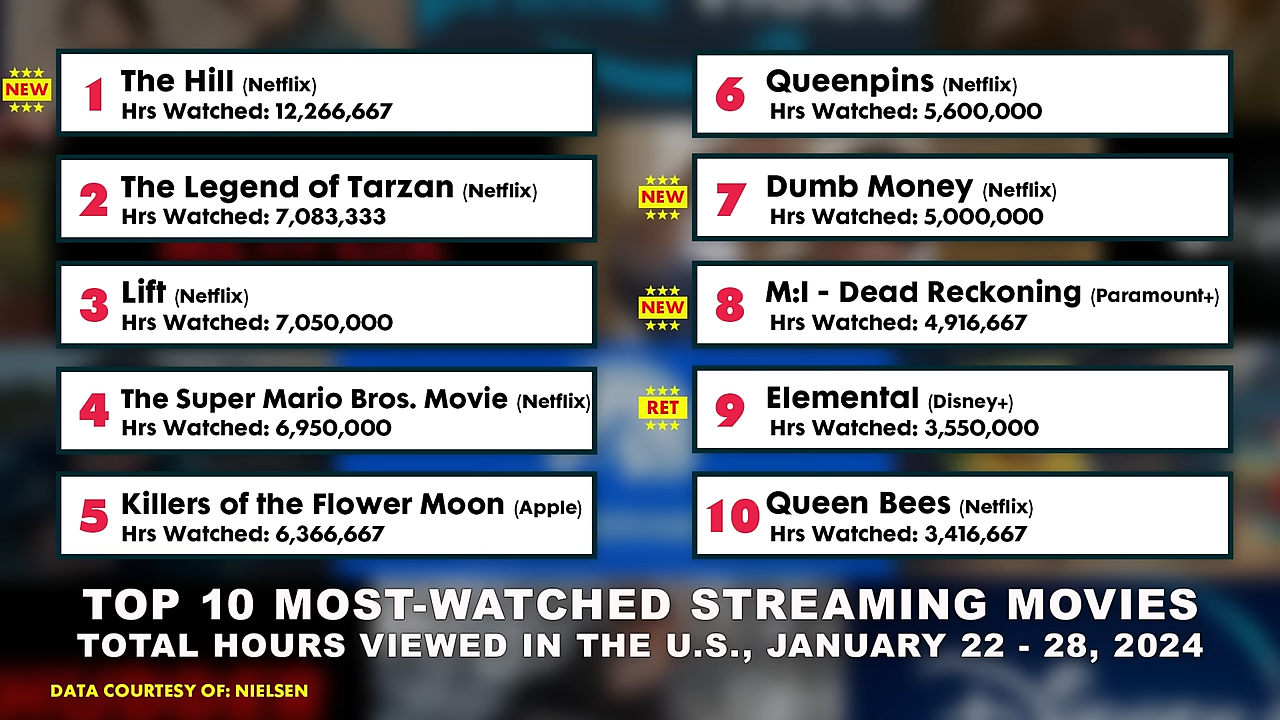 NEW
1
The Hill (Netflix)
Hrs Watched: 12,266,667
2
The Legend of Tarzan (Netflix)
Hrs Watched: 7,083,333
3
Lift (Netflix)
Hrs Watched: 7,050,000
4
The Super Mario Bros. Movie (Netflix)
Hrs Watched: 6,950,000
5
Killers of the Flower Moon (Apple)
Hrs Watched: 6,366,667
6
Queenpins (Netflix)
Hrs Watched: 5,600,000
NEW
7
Dumb Money (Netflix)
Hrs Watched: 5,000,000
NEW
8
M:I - Dead Reckoning (Paramount+)
Hrs Watched: 4,916,667
RET
9
Elemental (Disney+)
Hrs Watched: 3,550,000
10
Queen Bees (Netflix)
Hrs Watched: 3,416,667
TOP 10 MOST-WATCHED STREAMING MOVIES
TOTAL HOURS VIEWED IN THE U.S., JANUARY 22 - 28, 2024
DATA COURTESY OF: NIELSEN